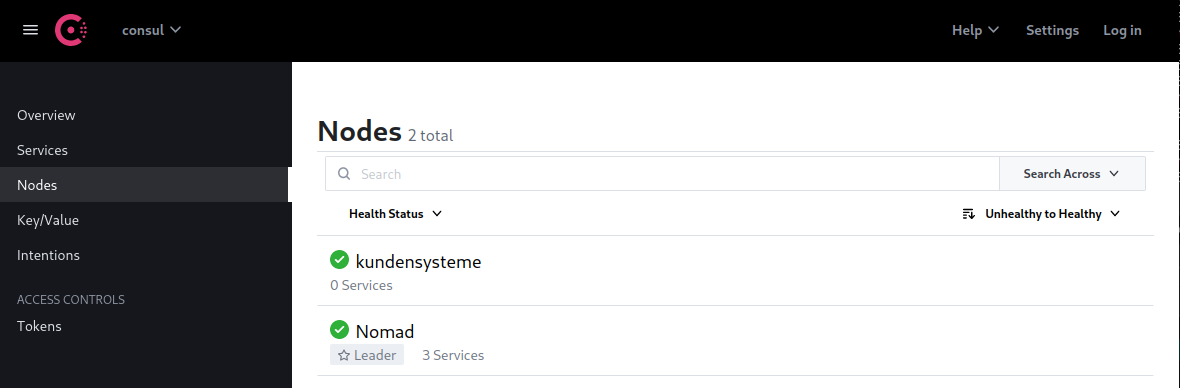 consul
Help Settings Log in
Overview
Services
Nodes
Key/Value
Intentions
ACCESS CONTROLS
Tokens
Nodes 2 total
Search Search Across
Health Status Unhealthy to Healthy
kundensysteme
0 Services
Nomad
Leader 3 Services